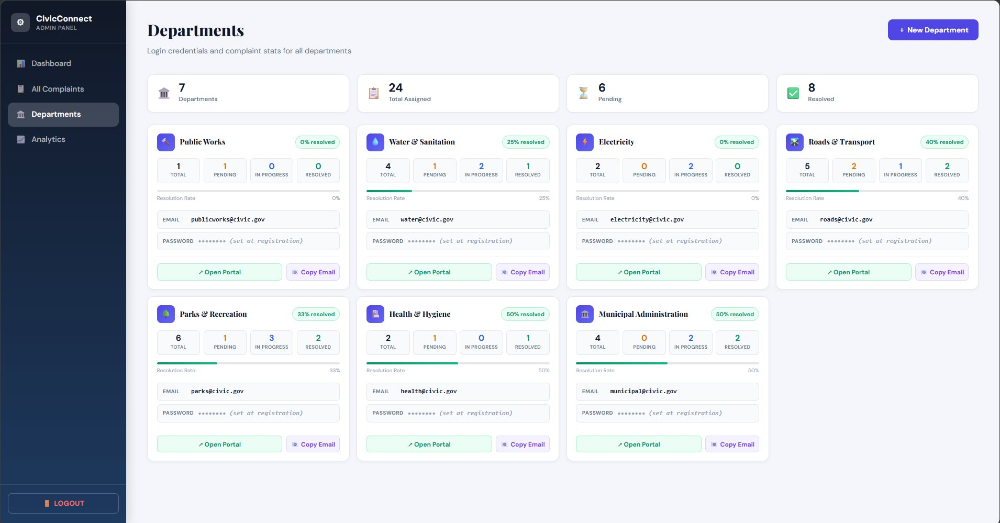 CivicConnect
ADMIN PANEL
Dashboard
All Complaints
Departments
Analytics
LOGOUT
Departments
+ New Department
Login credentials and complaint stats for all departments
7
Departments
24
Total Assigned
6
Pending
8
Resolved
Public Works
0% resolved
1 1 0 0
TOTAL PENDING IN PROGRESS RESOLVED
Resolution Rate 0%
EMAIL publicworks@civic.gov
PASSWORD •••••••• (set at registration)
↗ Open Portal Copy Email
Water & Sanitation
25% resolved
4 1 2 1
TOTAL PENDING IN PROGRESS RESOLVED
Resolution Rate 25%
EMAIL water@civic.gov
PASSWORD •••••••• (set at registration)
↗ Open Portal Copy Email
Electricity
0% resolved
2 0 2 0
TOTAL PENDING IN PROGRESS RESOLVED
Resolution Rate 0%
EMAIL electricity@civic.gov
PASSWORD •••••••• (set at registration)
↗ Open Portal Copy Email
Roads & Transport
40% resolved
5 2 1 2
TOTAL PENDING IN PROGRESS RESOLVED
Resolution Rate 40%
EMAIL roads@civic.gov
PASSWORD •••••••• (set at registration)
↗ Open Portal Copy Email
Parks & Recreation
33% resolved
6 1 3 2
TOTAL PENDING IN PROGRESS RESOLVED
Resolution Rate 33%
EMAIL parks@civic.gov
PASSWORD •••••••• (set at registration)
↗ Open Portal Copy Email
Health & Hygiene
50% resolved
2 1 0 1
TOTAL PENDING IN PROGRESS RESOLVED
Resolution Rate 50%
EMAIL health@civic.gov
PASSWORD •••••••• (set at registration)
↗ Open Portal Copy Email
Municipal Administration
50% resolved
4 0 2 2
TOTAL PENDING IN PROGRESS RESOLVED
Resolution Rate 50%
EMAIL municipal@civic.gov
PASSWORD •••••••• (set at registration)
↗ Open Portal Copy Email